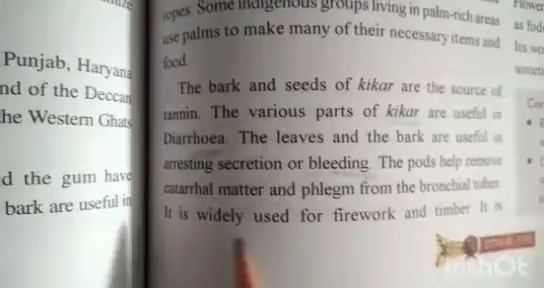 Punjab, Haryana
nd of the Deccan
he Western Ghats
d the gum have
bark are useful in
ropes. Some indigenous groups living in palm-rich areas
use palms to make many of their necessary items and
food.
The bark and seeds of kikar are the source of
tannin. The various parts of kikar are useful in
Diarrhoea. The leaves and the bark are useful in
arresting secretion or bleeding. The pods help remove
catarrhal matter and phlegm from the bronchial tubes.
It is widely used for firework and timber It is
Flower
as fod
Its wo